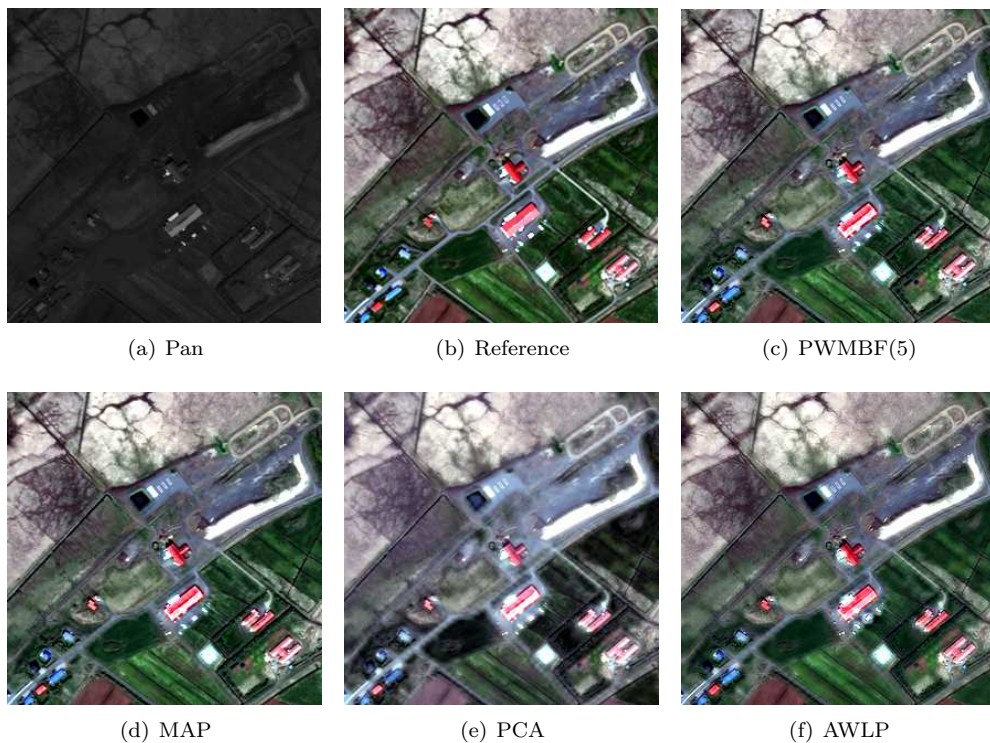 (a) Pan
(b) Reference
(c) PWMBF(5)
(d) MAP
(e) PCA
(f) AWLP